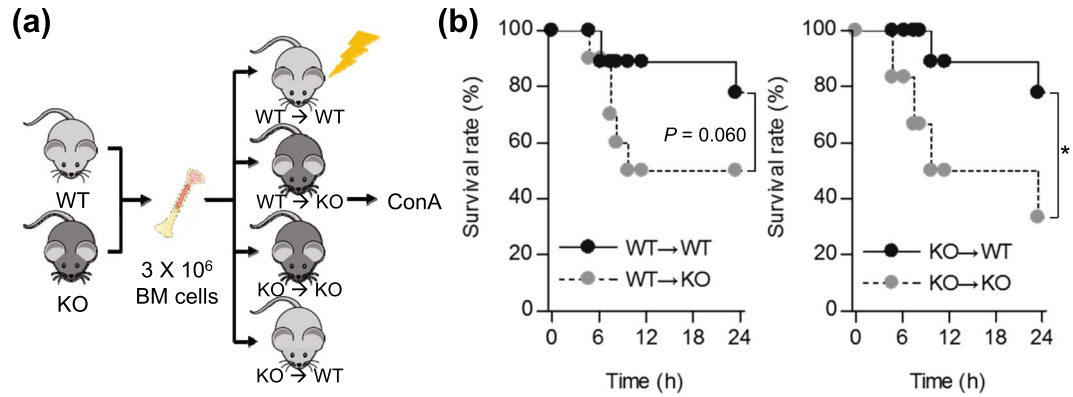 (a)
WT
KO
3 X 10⁶
BM cells
WT → WT
WT → KO
KO → KO
KO → WT
ConA
(b)
Survival rate (%)
100
80
60
40
20
0
P = 0.060
WT→WT
WT→KO
0 6 12 18 24
Time (h)
Survival rate (%)
100
80
60
40
20
0
*
KO→WT
KO→KO
0 6 12 18 24
Time (h)